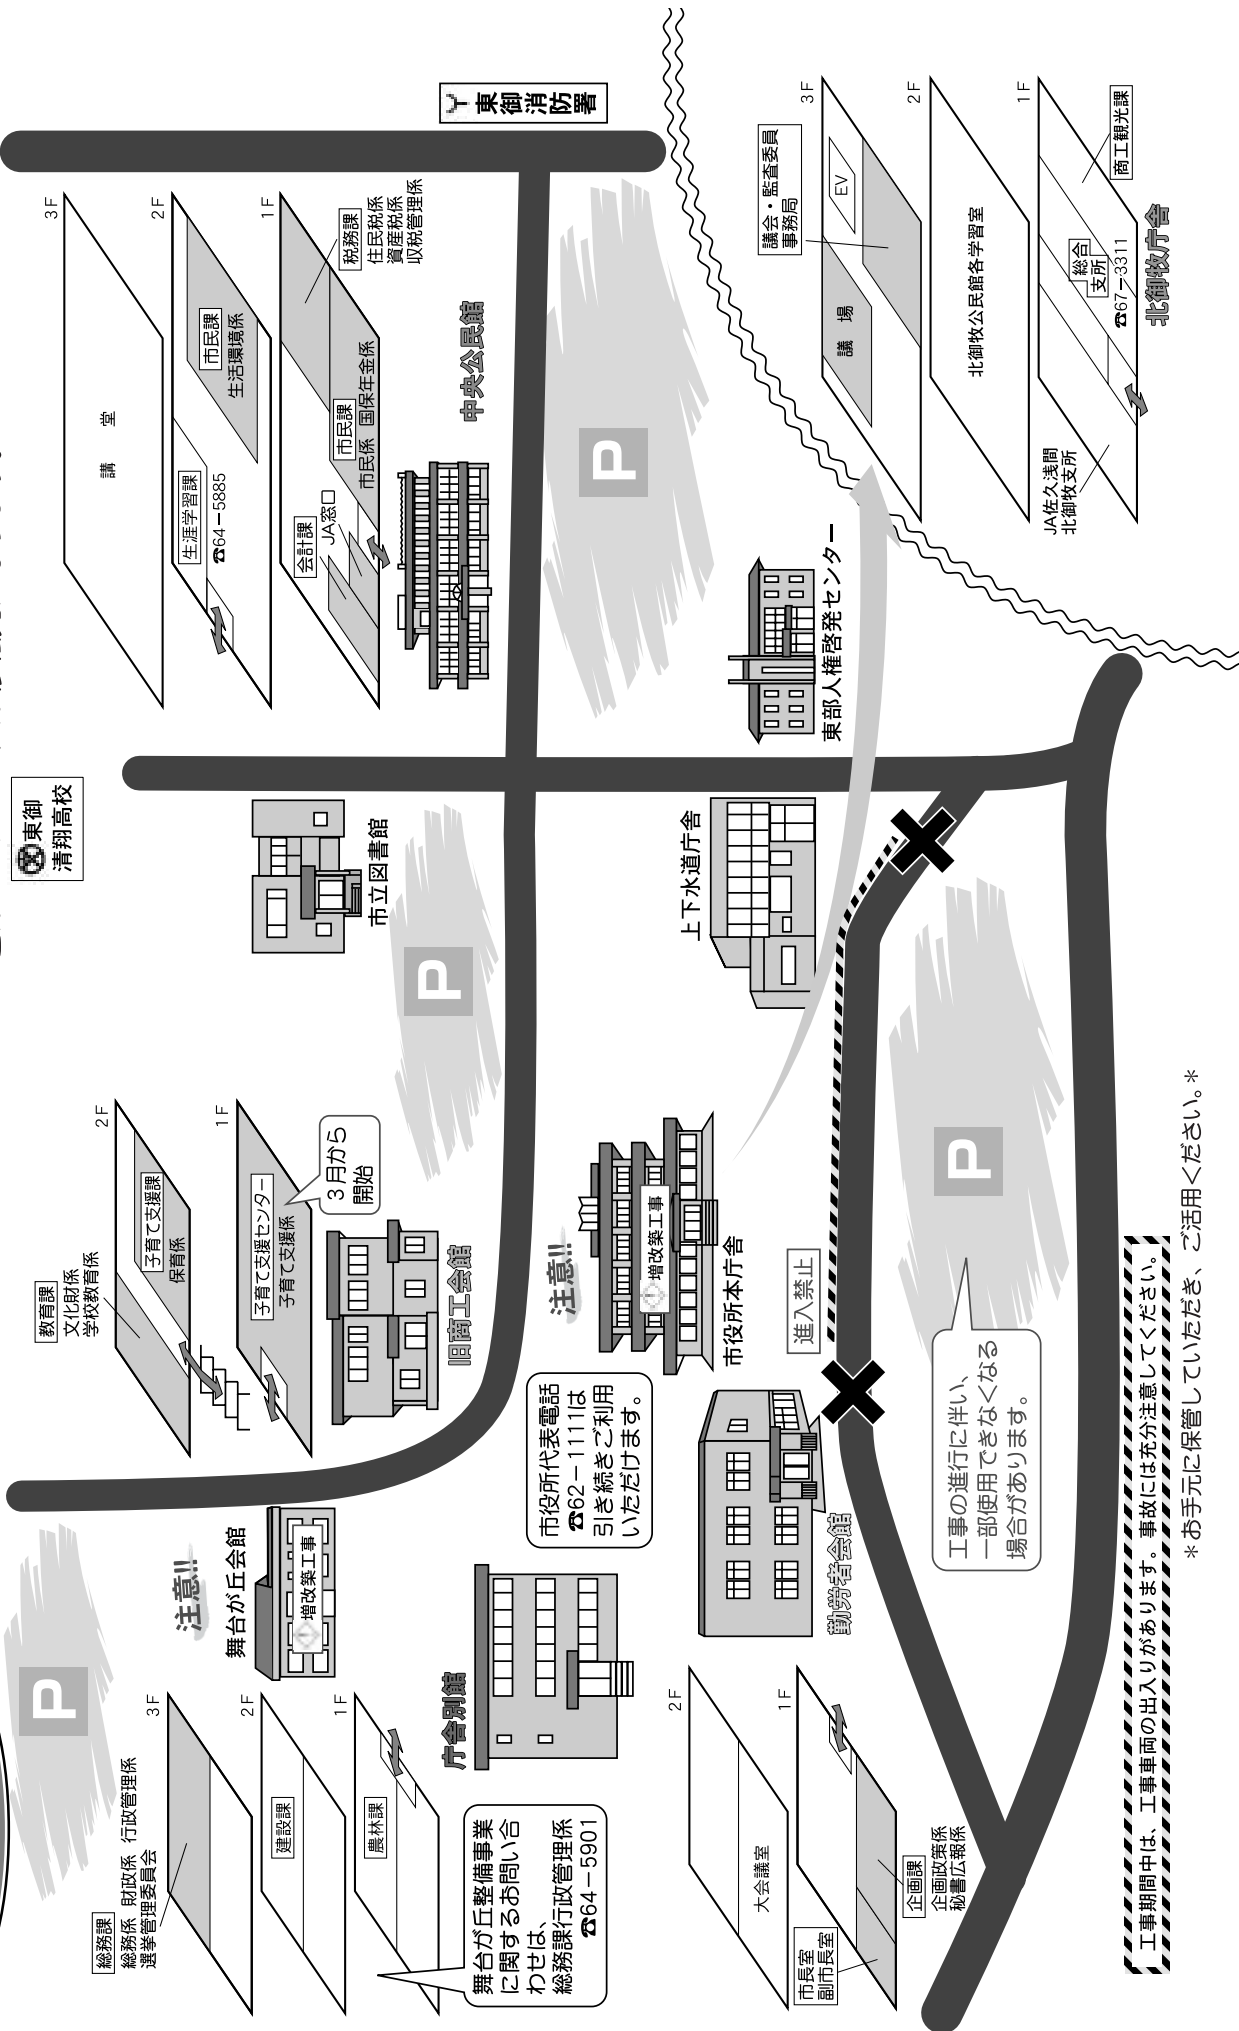 総務課
総務係 財政係 行政管理係
選挙管理委員会
3F
2F
建設課
1F
農林課
舞台が丘整備事業
に関するお問い合
わせは、
総務課行政管理係
☎64−5901
庁舎別館
P
注意!!
舞台が丘会館
増改築工事
教育課
文化財係
学校教育係
2F
子育て支援課
保育係
1F
子育て支援センター
子育て支援係
3月から
開始
旧商工会館
東御
清翔高校
市立図書館
P
3F
講堂
2F
市民課
生活環境係
生涯学習課
☎64−5885
1F
税務課
住民税係
資産税係
収税管理係
市民課
市民係 国保年金係
会計課
JA窓口
中央公民館
東御消防署
P
市役所代表電話
☎62−1111は
引き続きご利用
いただけます。
注意!!
増改築工事
市役所本庁舎
上下水道庁舎
東部人権啓発センター
3F
議会・監査委員
事務局
EV
議場
2F
北御牧公民館各学習室
1F
商工観光課
総合
支所
☎67−3311
JA佐久浅間
北御牧支所
北御牧庁舎
2F
大会議室
1F
市長室
副市長室
企画課
企画政策係
秘書広報係
勤労者会館
進入禁止
P
工事の進行に伴い、
一部使用できなくなる
場合があります。
工事期間中は、工事車両の出入りがあります。事故には充分注意してください。
＊お手元に保管していただき、ご活用ください。＊